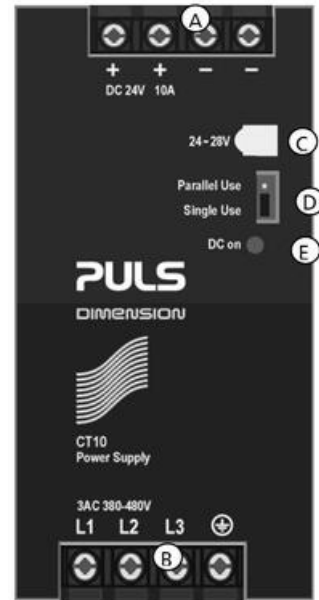 A
+ + – –
DC 24V 10A
24–28V C
Parallel Use
Single Use D
DC on E
PULS
DIMENSION
CT10
Power Supply
3AC 380-480V
L1 L2 L3
B